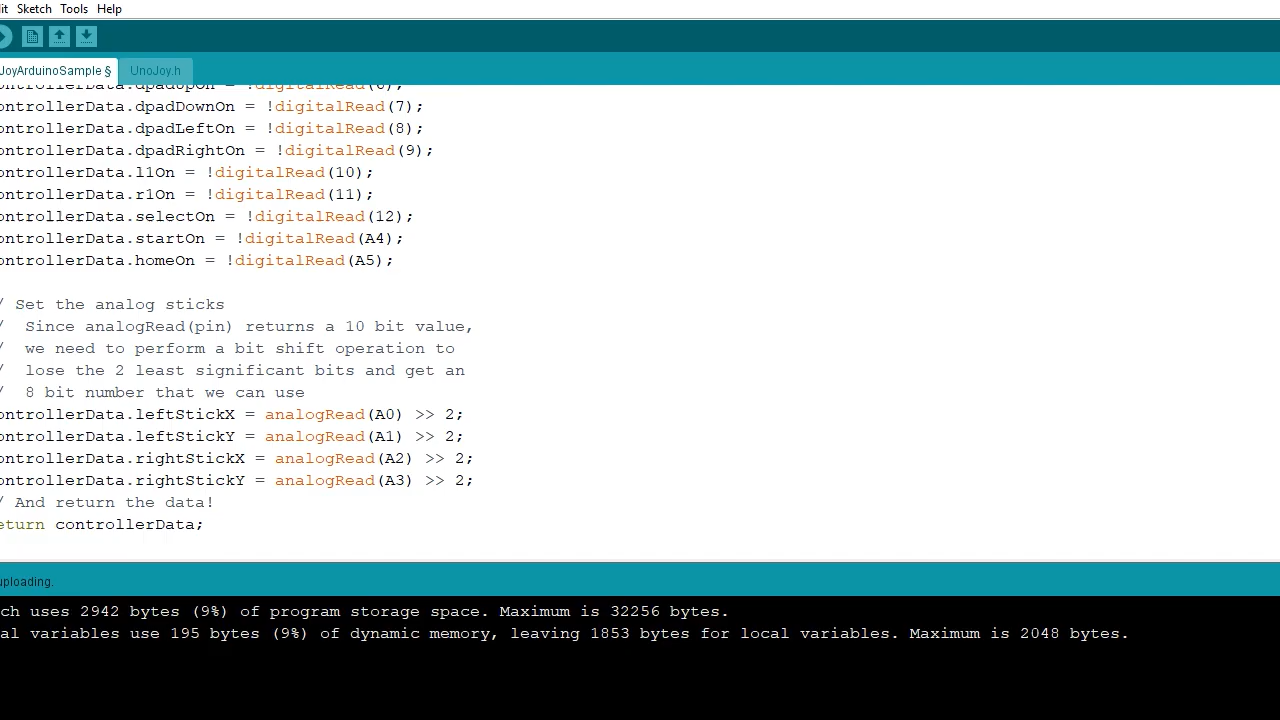 it Sketch Tools Help
JoyArduinoSample § UnoJoy.h
ontrollerData.dpadUpOn = !digitalRead(6);
ontrollerData.dpadDownOn = !digitalRead(7);
ontrollerData.dpadLeftOn = !digitalRead(8);
ontrollerData.dpadRightOn = !digitalRead(9);
ontrollerData.l1On = !digitalRead(10);
ontrollerData.r1On = !digitalRead(11);
ontrollerData.selectOn = !digitalRead(12);
ontrollerData.startOn = !digitalRead(A4);
ontrollerData.homeOn = !digitalRead(A5);
/ Set the analog sticks
/  Since analogRead(pin) returns a 10 bit value,
/  we need to perform a bit shift operation to
/  lose the 2 least significant bits and get an
/  8 bit number that we can use
ontrollerData.leftStickX = analogRead(A0) >> 2;
ontrollerData.leftStickY = analogRead(A1) >> 2;
ontrollerData.rightStickX = analogRead(A2) >> 2;
ontrollerData.rightStickY = analogRead(A3) >> 2;
/ And return the data!
eturn controllerData;
uploading.
ch uses 2942 bytes (9%) of program storage space. Maximum is 32256 bytes.
al variables use 195 bytes (9%) of dynamic memory, leaving 1853 bytes for local variables. Maximum is 2048 bytes.